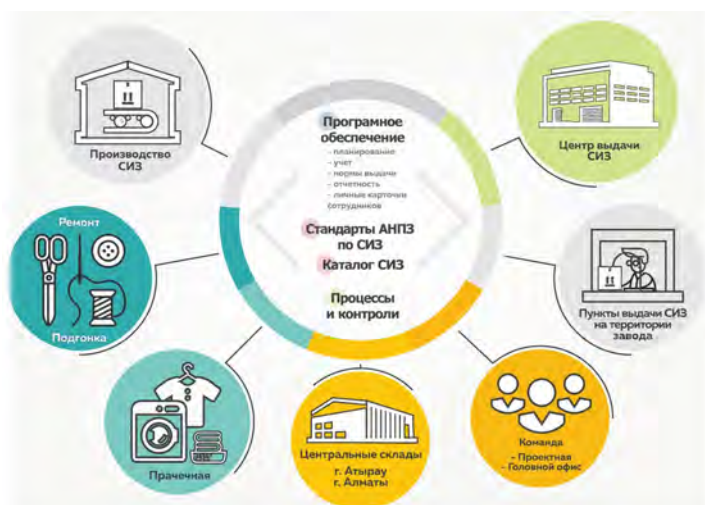 Програмное
обеспечение
- планирование
- учет
- нормы выдачи
- отчетность
- личные карточки
сотрудников
Стандарты АНПЗ
по СИЗ
Каталог СИЗ
Процессы
и контроли
Производство
СИЗ
Центр выдачи
СИЗ
Ремонт
Подгонка
Пункты выдачи СИЗ
на территории
завода
Прачечная
Центральные склады
г. Атырау
г. Алматы
Команда
- Проектная
- Головной офис